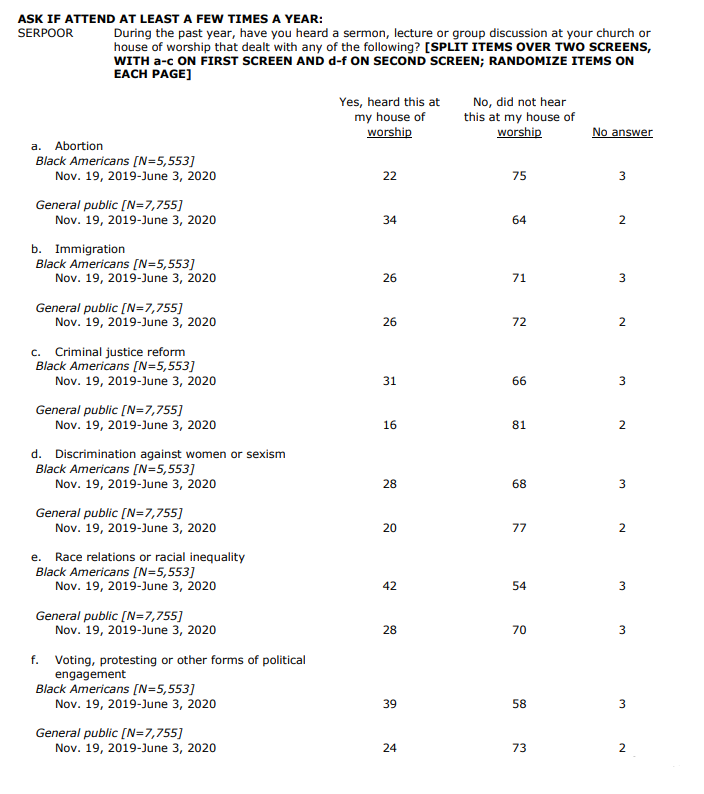 ASK IF ATTEND AT LEAST A FEW TIMES A YEAR:
SERPOOR During the past year, have you heard a sermon, lecture or group discussion at your church or
house of worship that dealt with any of the following? [SPLIT ITEMS OVER TWO SCREENS,
WITH a-c ON FIRST SCREEN AND d-f ON SECOND SCREEN; RANDOMIZE ITEMS ON
EACH PAGE]
Yes, heard this at my house of worship No, did not hear this at my house of worship No answer
a. Abortion
Black Americans [N=5,553]
Nov. 19, 2019-June 3, 2020 22 75 3
General public [N=7,755]
Nov. 19, 2019-June 3, 2020 34 64 2
b. Immigration
Black Americans [N=5,553]
Nov. 19, 2019-June 3, 2020 26 71 3
General public [N=7,755]
Nov. 19, 2019-June 3, 2020 26 72 2
c. Criminal justice reform
Black Americans [N=5,553]
Nov. 19, 2019-June 3, 2020 31 66 3
General public [N=7,755]
Nov. 19, 2019-June 3, 2020 16 81 2
d. Discrimination against women or sexism
Black Americans [N=5,553]
Nov. 19, 2019-June 3, 2020 28 68 3
General public [N=7,755]
Nov. 19, 2019-June 3, 2020 20 77 2
e. Race relations or racial inequality
Black Americans [N=5,553]
Nov. 19, 2019-June 3, 2020 42 54 3
General public [N=7,755]
Nov. 19, 2019-June 3, 2020 28 70 3
f. Voting, protesting or other forms of political
engagement
Black Americans [N=5,553]
Nov. 19, 2019-June 3, 2020 39 58 3
General public [N=7,755]
Nov. 19, 2019-June 3, 2020 24 73 2